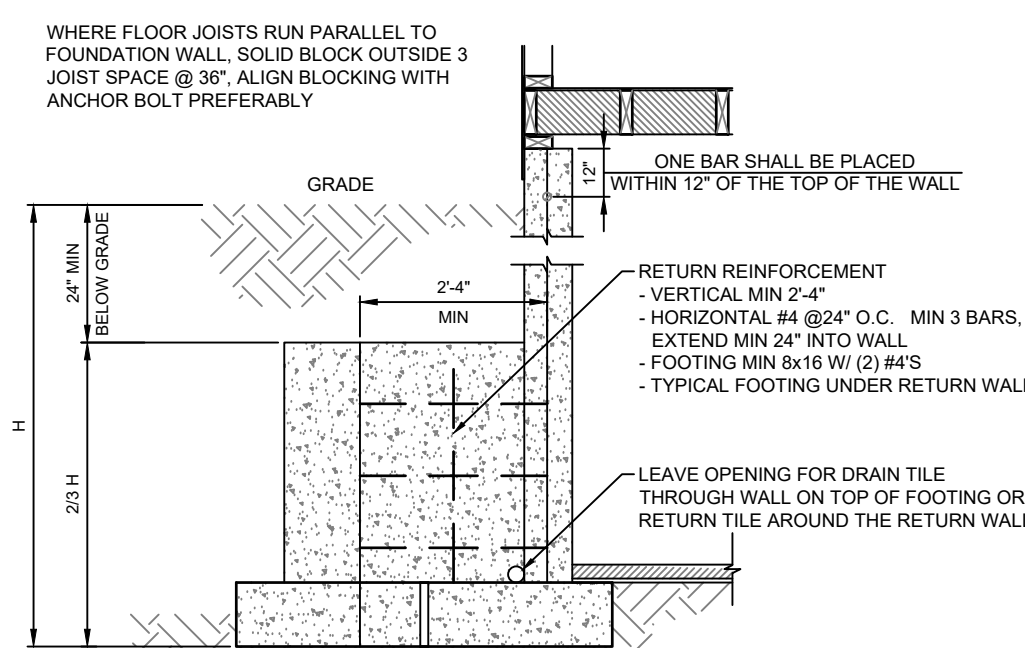 WHERE FLOOR JOISTS RUN PARALLEL TO
FOUNDATION WALL, SOLID BLOCK OUTSIDE 3
JOIST SPACE @ 36", ALIGN BLOCKING WITH
ANCHOR BOLT PREFERABLY
12"
ONE BAR SHALL BE PLACED
WITHIN 12" OF THE TOP OF THE WALL
GRADE
24" MIN
BELOW GRADE
2'-4"
MIN
RETURN REINFORCEMENT
- VERTICAL MIN 2'-4"
- HORIZONTAL #4 @24" O.C. MIN 3 BARS,
EXTEND MIN 24" INTO WALL
- FOOTING MIN 8x16 W/ (2) #4'S
- TYPICAL FOOTING UNDER RETURN WALL
H
2/3 H
LEAVE OPENING FOR DRAIN TILE
THROUGH WALL ON TOP OF FOOTING OR
RETURN TILE AROUND THE RETURN WALL